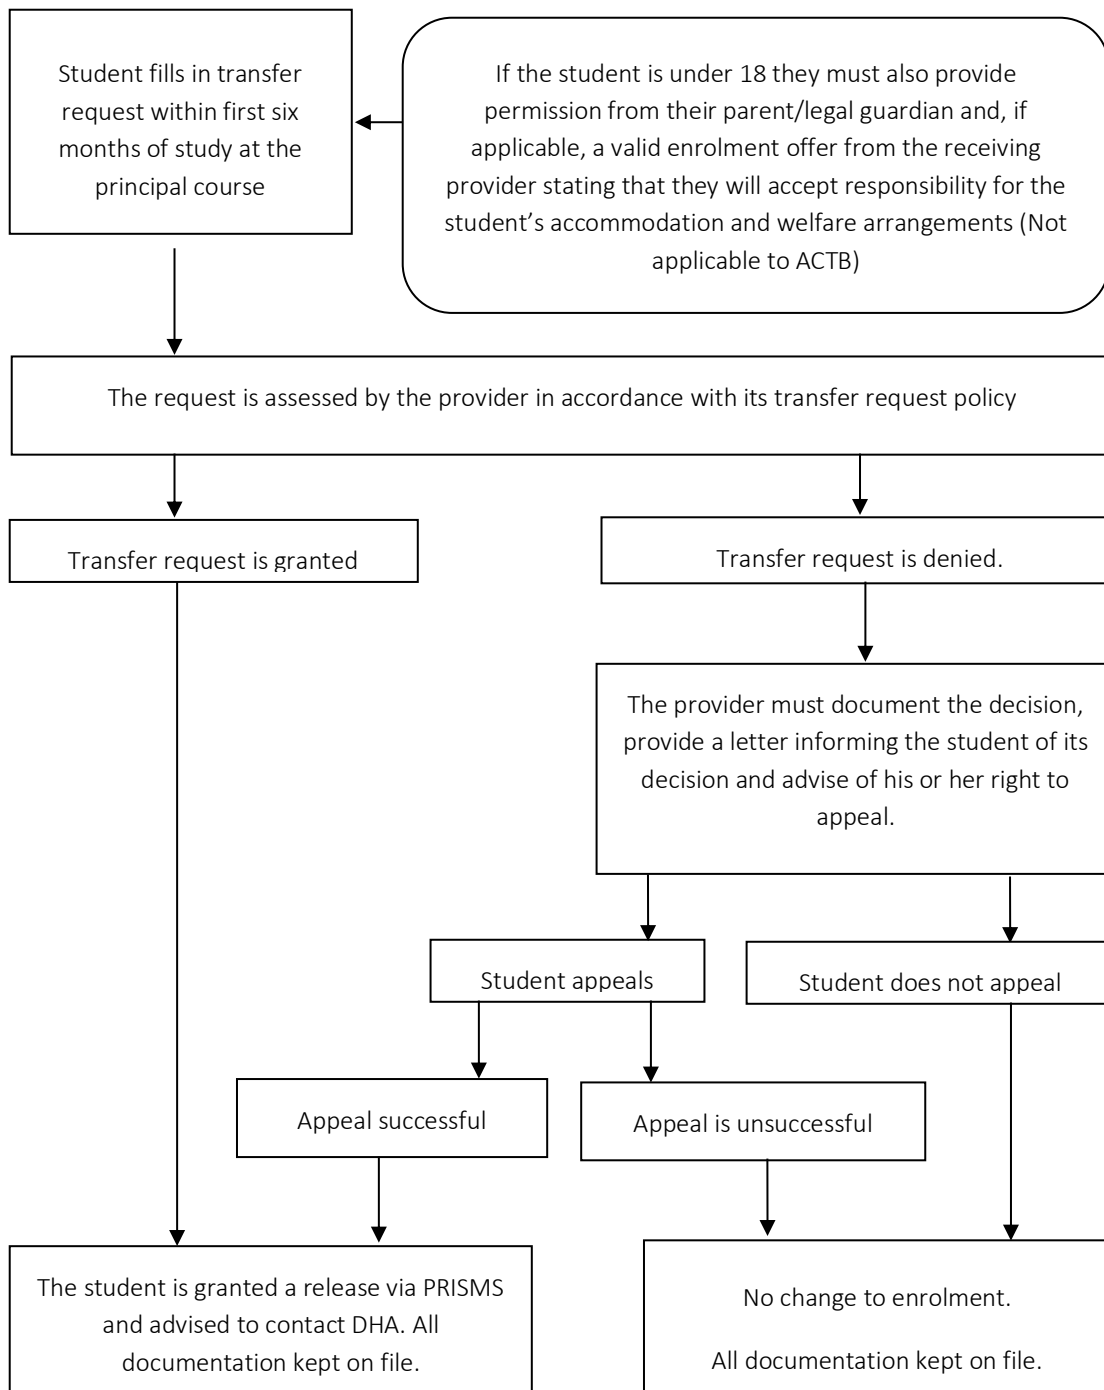 Student fills in transfer
request within first six
months of study at the
principal course
If the student is under 18 they must also provide
permission from their parent/legal guardian and, if
applicable, a valid enrolment offer from the receiving
provider stating that they will accept responsibility for the
student’s accommodation and welfare arrangements (Not
applicable to ACTB)
The request is assessed by the provider in accordance with its transfer request policy
Transfer request is granted
Transfer request is denied.
The provider must document the decision,
provide a letter informing the student of its
decision and advise of his or her right to
appeal.
Student appeals
Student does not appeal
Appeal successful
Appeal is unsuccessful
The student is granted a release via PRISMS
and advised to contact DHA. All
documentation kept on file.
No change to enrolment.
All documentation kept on file.